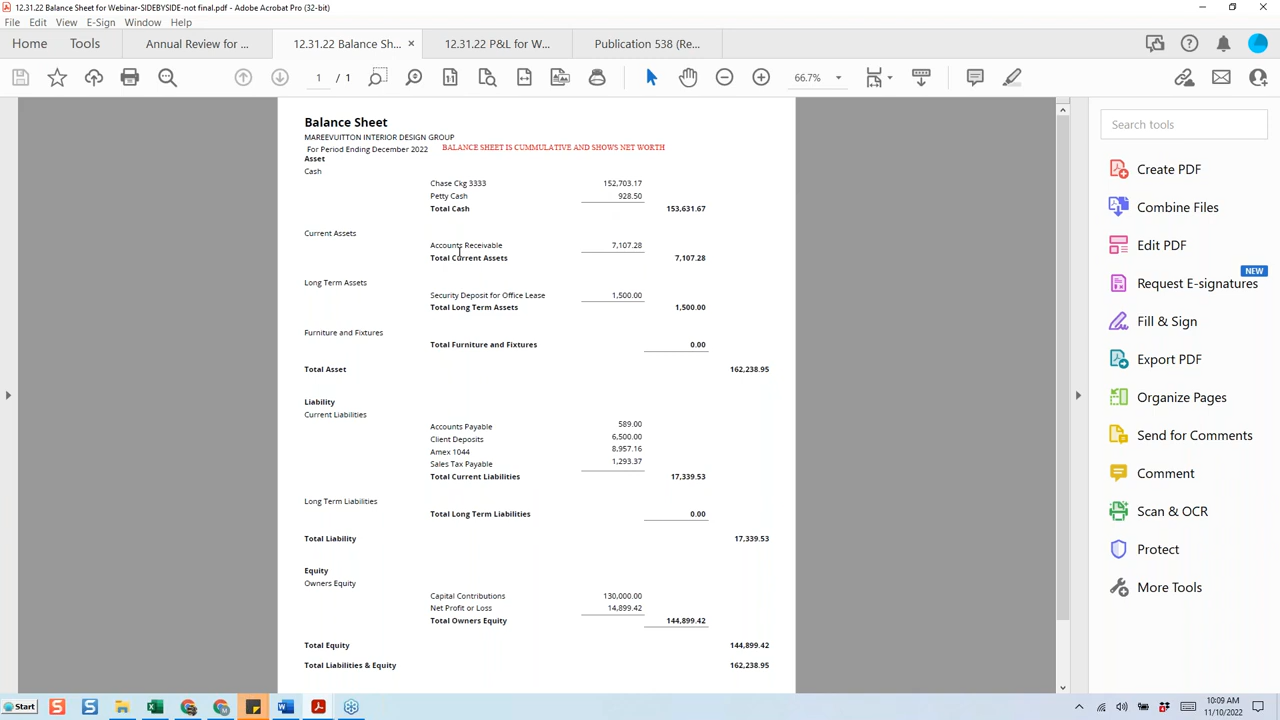 12.31.22 Balance Sheet for Webinar-SIDEBYSIDE-not final.pdf - Adobe Acrobat Pro (32-bit)
File Edit View E-Sign Window Help
Home Tools Annual Review for ... 12.31.22 Balance Sh... × 12.31.22 P&L for W... Publication 538 (Re...
1 / 1 66.7%
Balance Sheet
MAREEVUITTON INTERIOR DESIGN GROUP
For Period Ending December 2022 BALANCE SHEET IS CUMMULATIVE AND SHOWS NET WORTH
Asset
Cash
Chase Ckg 3333 152,703.17
Petty Cash 928.50
Total Cash 153,631.67
Current Assets
Accounts Receivable 7,107.28
Total Current Assets 7,107.28
Long Term Assets
Security Deposit for Office Lease 1,500.00
Total Long Term Assets 1,500.00
Furniture and Fixtures
Total Furniture and Fixtures 0.00
Total Asset 162,238.95
Liability
Current Liabilities
Accounts Payable 589.00
Client Deposits 6,500.00
Amex 1044 8,957.16
Sales Tax Payable 1,293.37
Total Current Liabilities 17,339.53
Long Term Liabilities
Total Long Term Liabilities 0.00
Total Liability 17,339.53
Equity
Owners Equity
Capital Contributions 130,000.00
Net Profit or Loss 14,899.42
Total Owners Equity 144,899.42
Total Equity 144,899.42
Total Liabilities & Equity 162,238.95
Search tools
Create PDF
Combine Files
Edit PDF
NEW
Request E-signatures
Fill & Sign
Export PDF
Organize Pages
Send for Comments
Comment
Scan & OCR
Protect
More Tools
Start
10:09 AM
11/10/2022